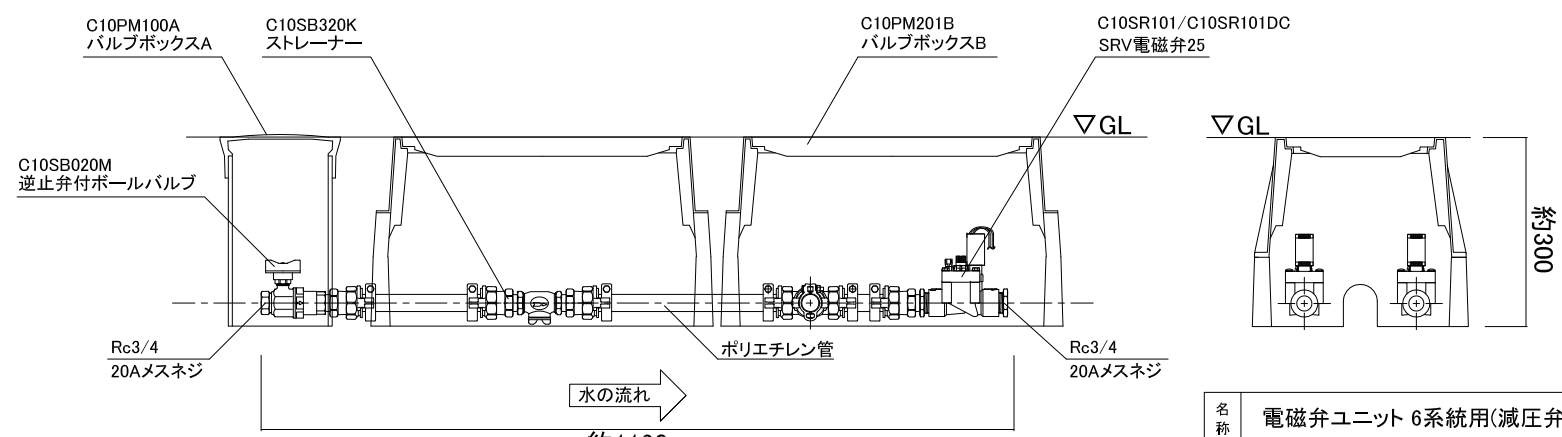 C10PM100A
バルブボックスA
C10SB320K
ストレーナー
C10PM201B
バルブボックスB
C10SR101/C10SR101DC
SRV電磁弁25
▽GL
▽GL
C10SB020M
逆止弁付ボールバルブ
約300
Rc3/4
20Aメスネジ
ポリエチレン管
Rc3/4
20Aメスネジ
水の流れ
名称
電磁弁ユニット 6系統用(減圧弁